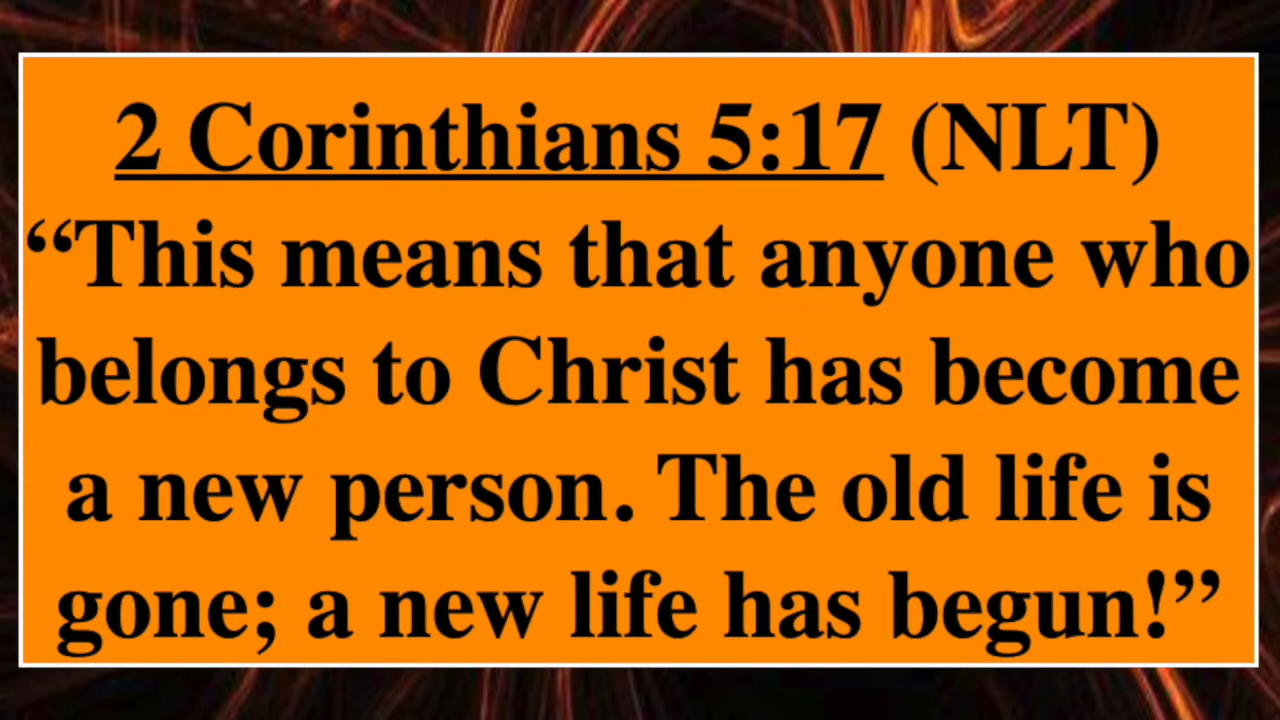 2 Corinthians 5:17 (NLT)
“This means that anyone who
belongs to Christ has become
a new person. The old life is
gone; a new life has begun!”